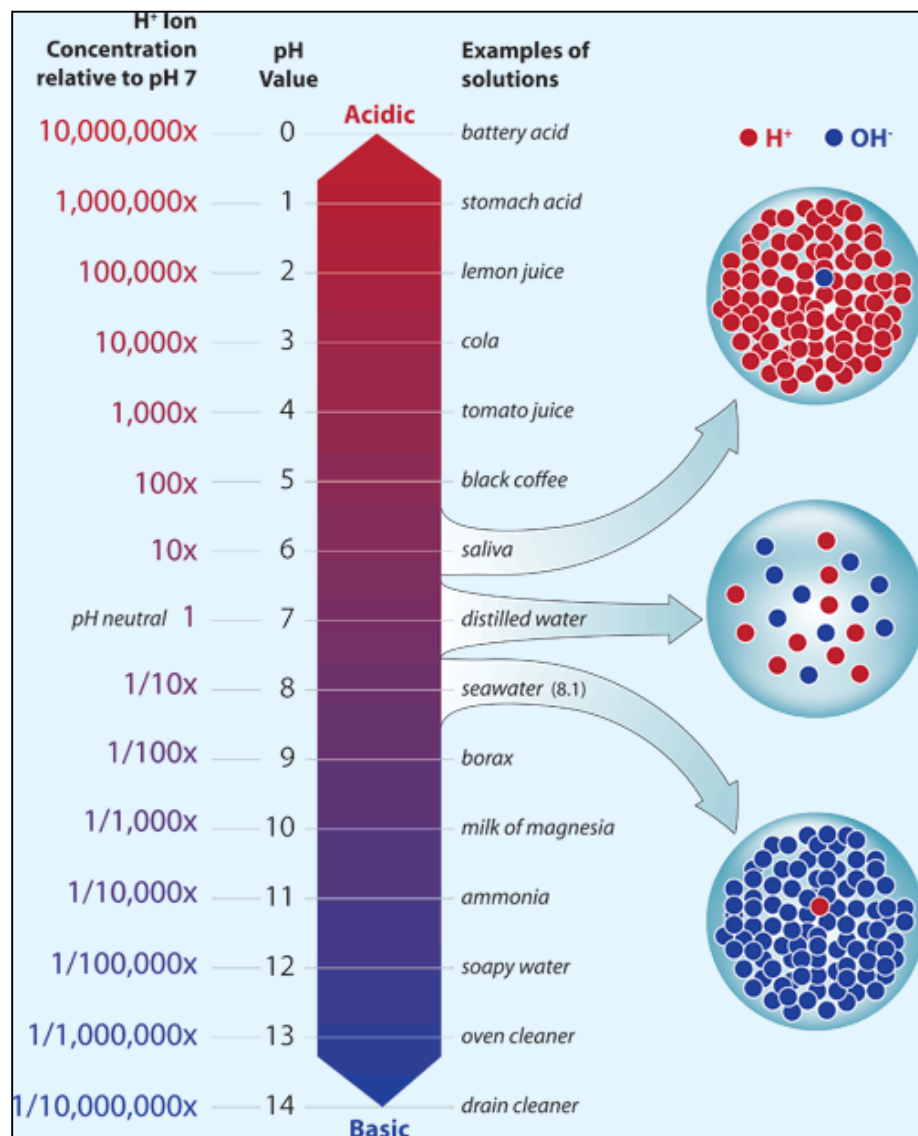 H⁺ Ion
Concentration
relative to pH 7
pH
Value
Examples of
solutions
Acidic
H⁺ OH⁻
10,000,000x 0 battery acid
1,000,000x 1 stomach acid
100,000x 2 lemon juice
10,000x 3 cola
1,000x 4 tomato juice
100x 5 black coffee
10x 6 saliva
pH neutral 1 7 distilled water
1/10x 8 seawater (8.1)
1/100x 9 borax
1/1,000x 10 milk of magnesia
1/10,000x 11 ammonia
1/100,000x 12 soapy water
1/1,000,000x 13 oven cleaner
1/10,000,000x 14 drain cleaner
Basic